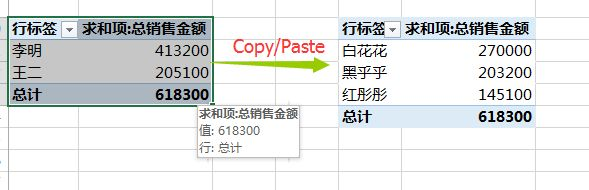 行标签 求和项:总销售金额
李明 413200
王二 205100
总计 618300
求和项:总销售金额
值: 618300
行: 总计
Copy/Paste
行标签 求和项:总销售金额
白花花 270000
黑乎乎 203200
红彤彤 145100
总计 618300